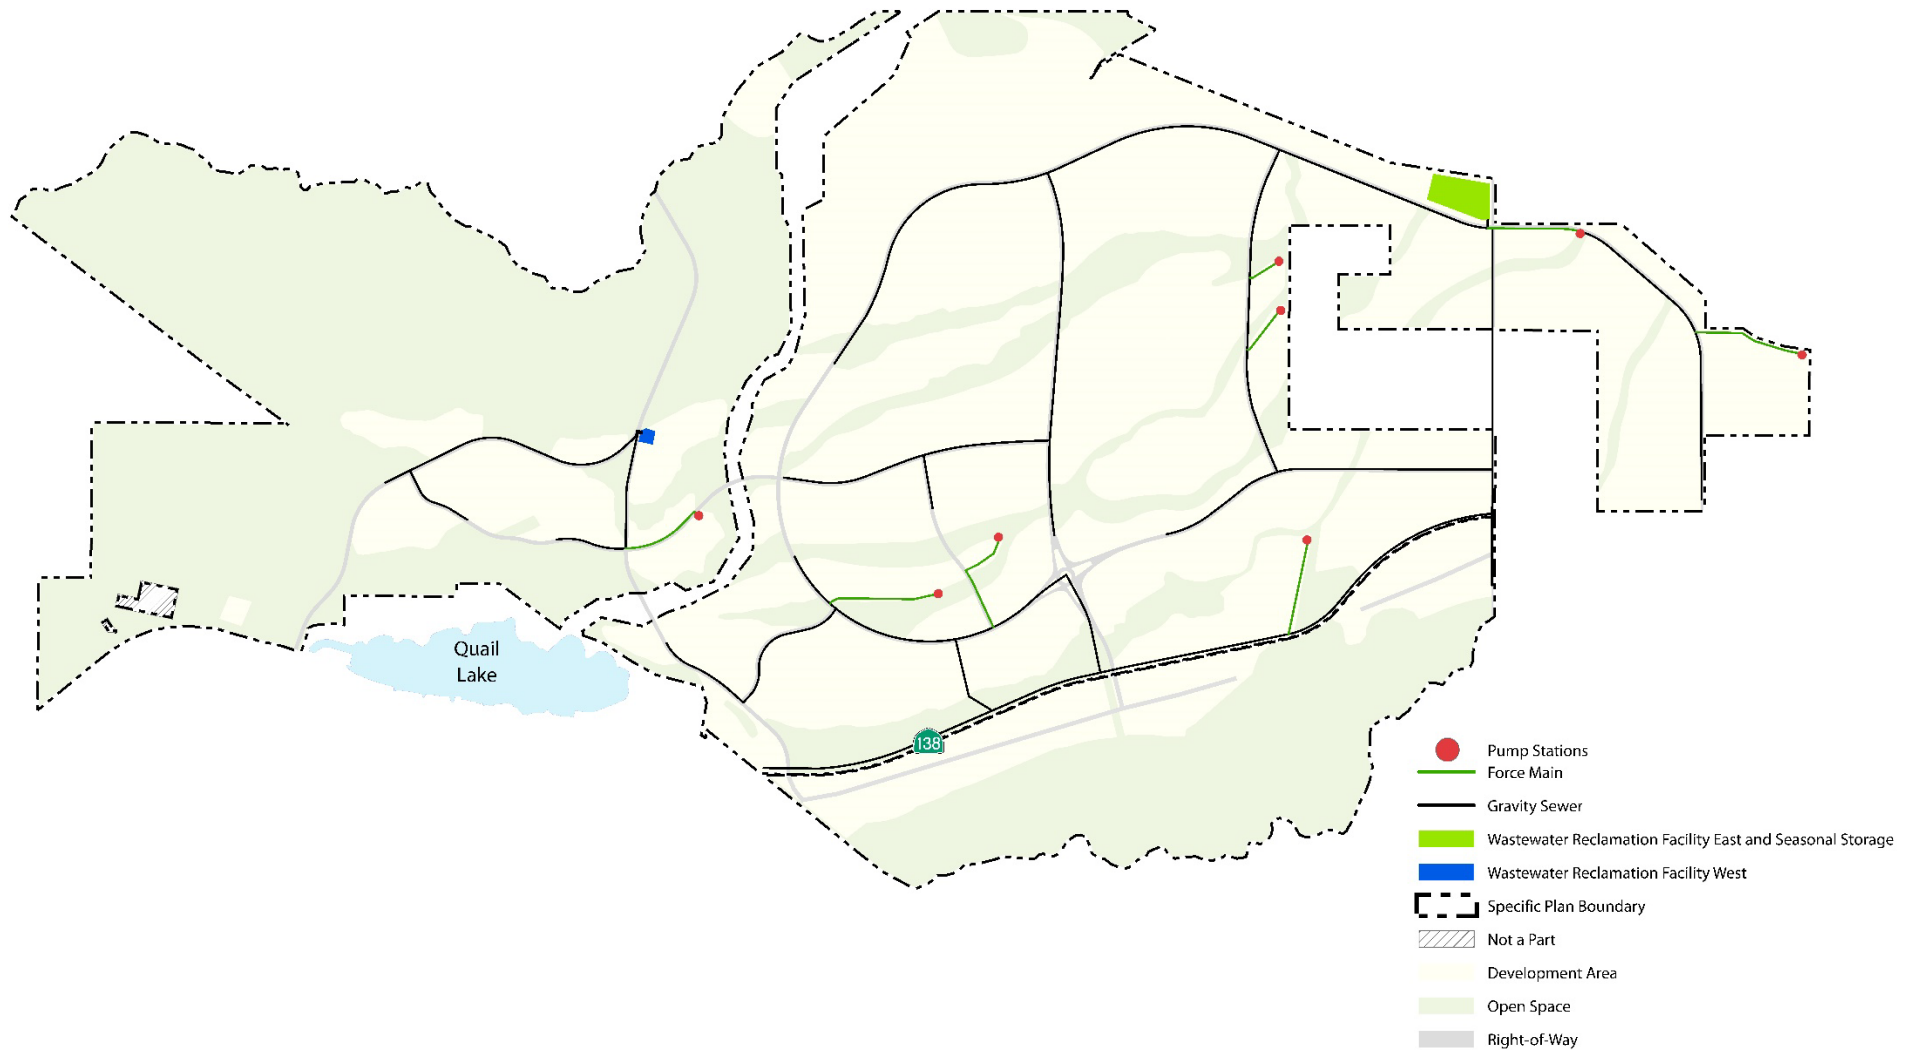 Quail
Lake
138
Pump Stations
Force Main
Gravity Sewer
Wastewater Reclamation Facility East and Seasonal Storage
Wastewater Reclamation Facility West
Specific Plan Boundary
Not a Part
Development Area
Open Space
Right-of-Way